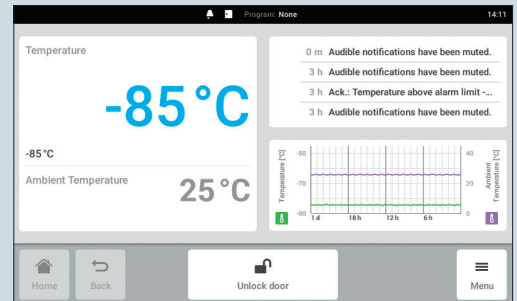 Program: None
14:11
Temperature
-85 °C
-85 °C
Ambient Temperature
25 °C
0 m Audible notifications have been muted.
3 h Audible notifications have been muted.
3 h Ack.: Temperature above alarm limit -...
3 h Audible notifications have been muted.
Temperature [°C]
-50
-70
-90
1 d 18 h 12 h 6 h
40
20
0
Ambient
Temperature [°C]
Home
Back
Unlock door
Menu